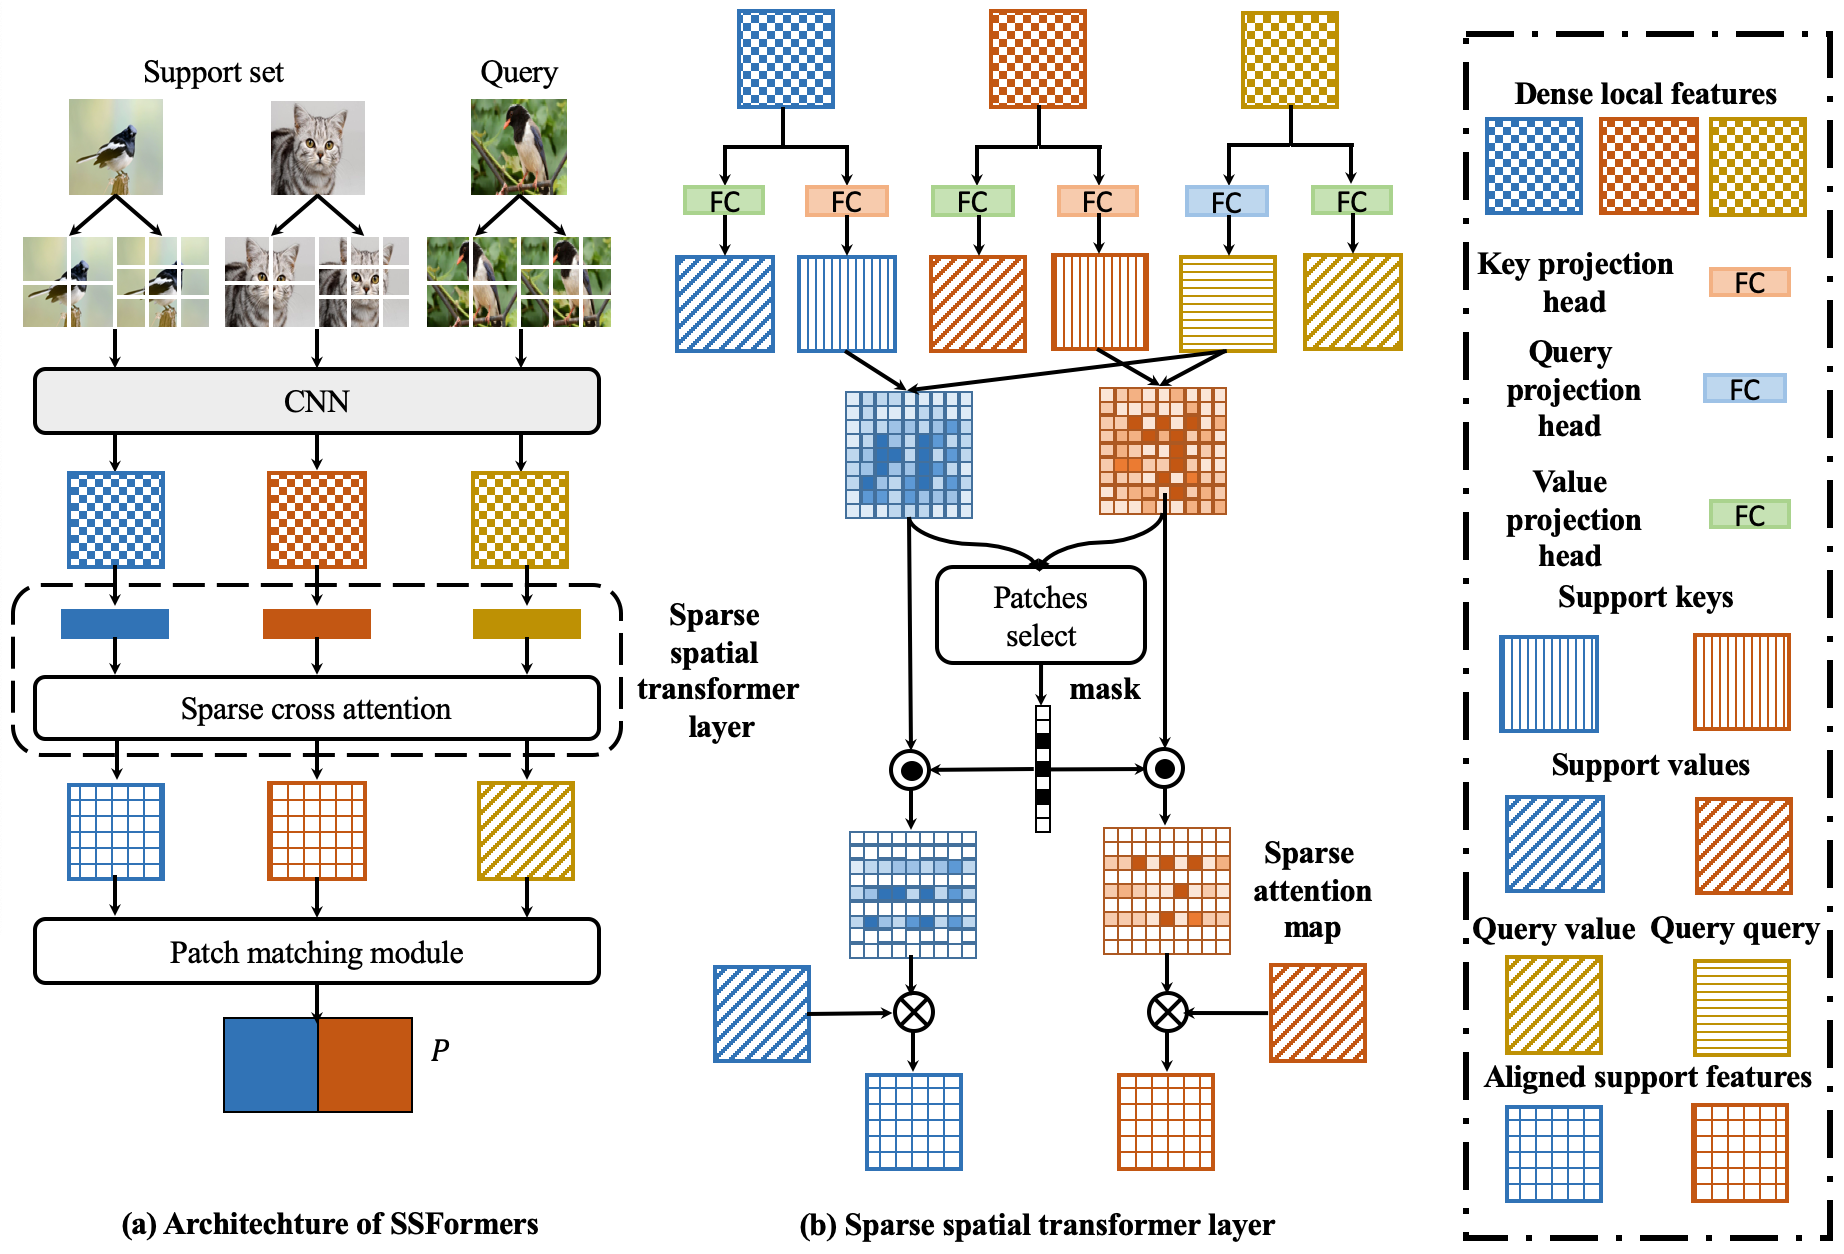 Support set
Query
CNN
Sparse
spatial
transformer
layer
Sparse cross attention
Patch matching module
P
(a) Architechture of SSFormers
FC
FC
FC
FC
FC
FC
Patches
select
mask
Sparse
attention
map
(b) Sparse spatial transformer layer
Dense local features
Key projection
head
FC
Query
projection
head
FC
Value
projection
head
FC
Support keys
Support values
Query value
Query query
Aligned support features